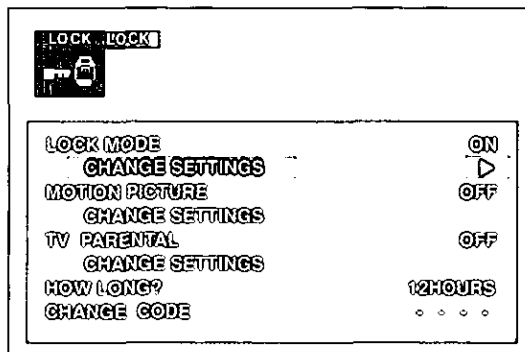 LOCK LOCK
LOCK MODE ON
CHANGE SETTINGS ▷
MOTION PICTURE OFF
CHANGE SETTINGS
TV PARENTAL OFF
CHANGE SETTINGS
HOW LONG? 12HOURS
CHANGE CODE